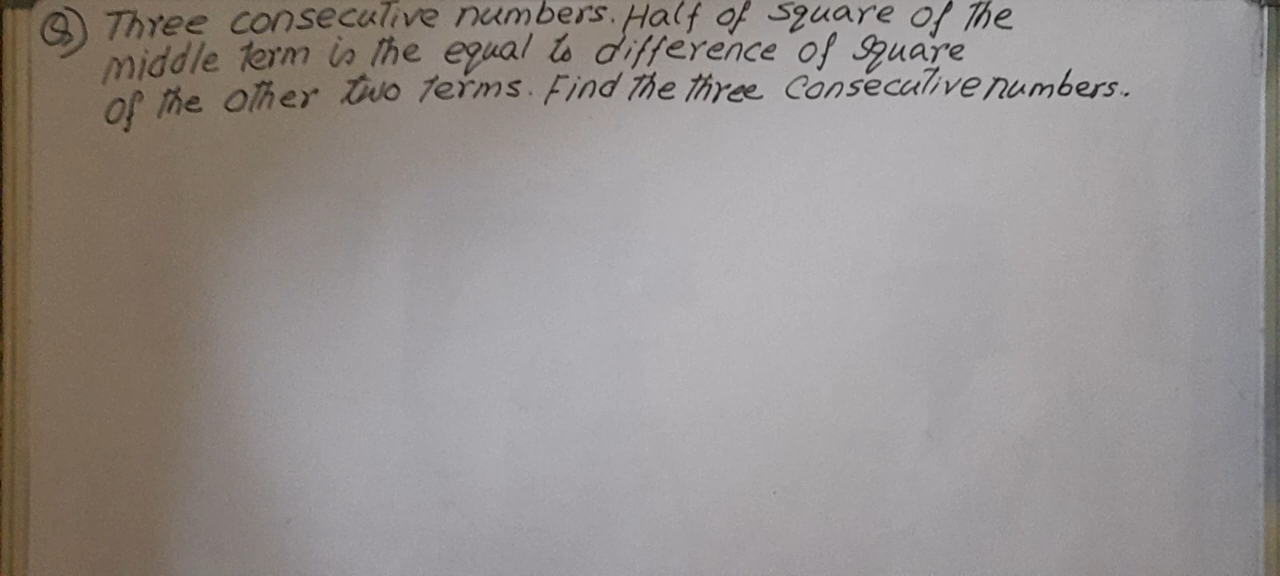 Q) Three consecutive numbers. Half of square of the
middle term is the equal to difference of square
of the other two terms. Find the three consecutive numbers.